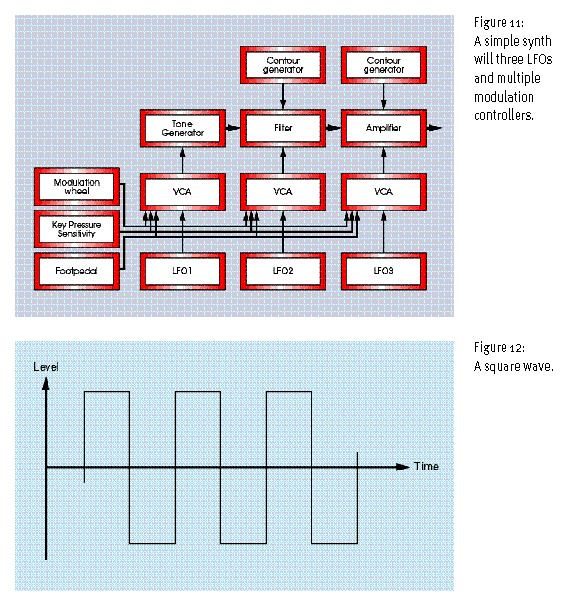 Figure 11:
A simple synth
will three LFOs
and multiple
modulation
controllers.
Contour
generator
Contour
generator
Tone
Generator
Filter
Amplifier
Modulation
wheel
VCA
VCA
VCA
Key Pressure
Sensitivity
Footpedal
LFO1
LFO2
LFO3
Figure 12:
A square wave.
Level
Time